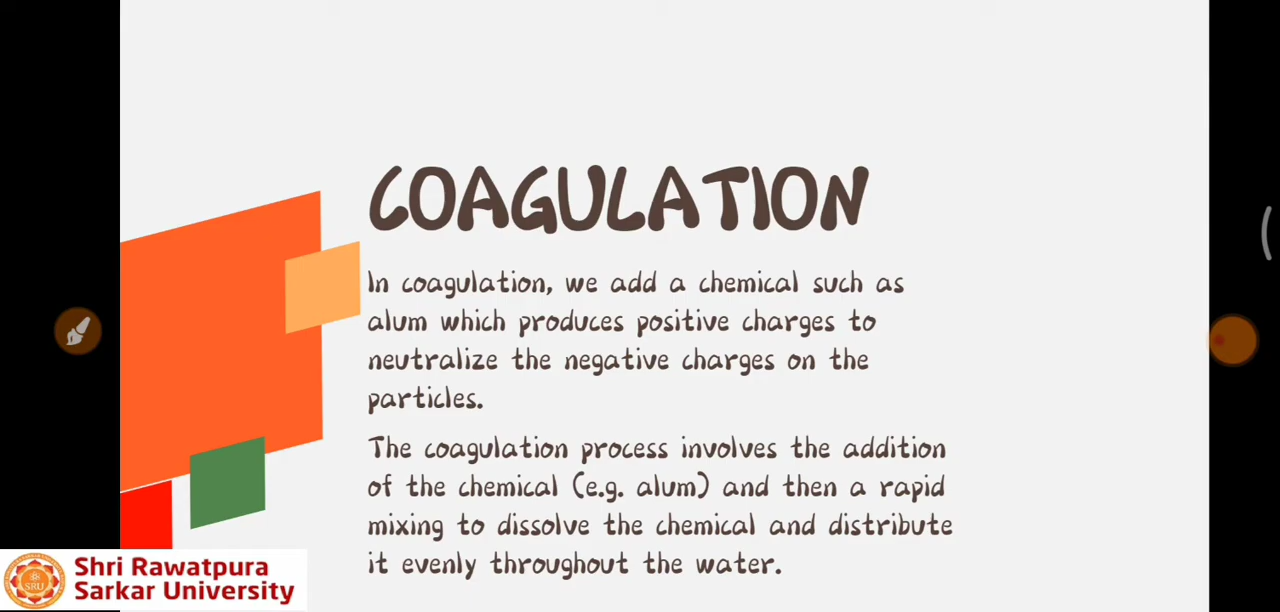 COAGULATION
In coagulation, we add a chemical such as
alum which produces positive charges to
neutralize the negative charges on the
particles.
The coagulation process involves the addition
of the chemical (e.g. alum) and then a rapid
mixing to dissolve the chemical and distribute
it evenly throughout the water.
SRU
Shri Rawatpura
Sarkar University